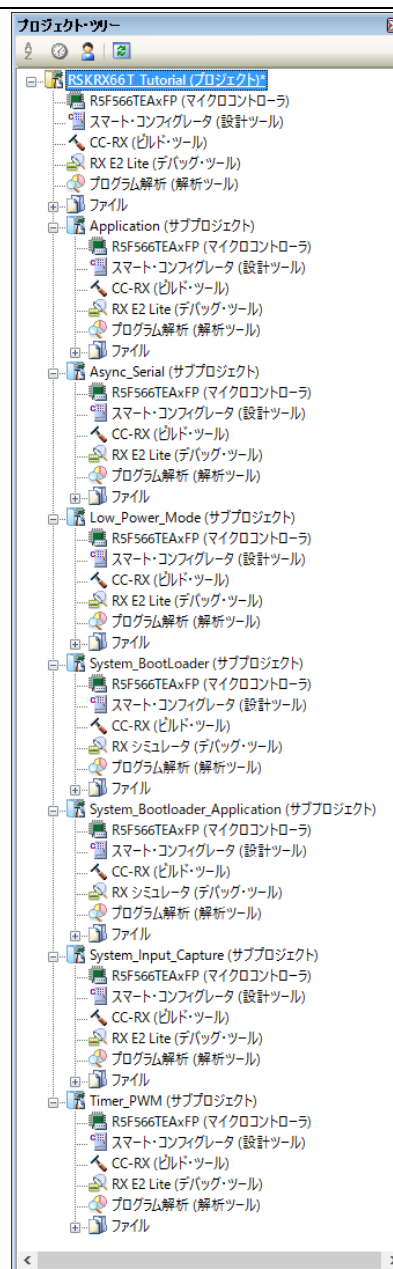 プロジェクト・ツリー
RSKRX66T_Tutorial (プロジェクト)*
R5F566TEAxFP (マイクロコントローラ)
スマート・コンフィグレータ (設計ツール)
CC-RX (ビルド・ツール)
RX E2 Lite (デバッグ・ツール)
プログラム解析 (解析ツール)
ファイル
Application (サブプロジェクト)
R5F566TEAxFP (マイクロコントローラ)
スマート・コンフィグレータ (設計ツール)
CC-RX (ビルド・ツール)
RX E2 Lite (デバッグ・ツール)
プログラム解析 (解析ツール)
ファイル
Async_Serial (サブプロジェクト)
R5F566TEAxFP (マイクロコントローラ)
スマート・コンフィグレータ (設計ツール)
CC-RX (ビルド・ツール)
RX E2 Lite (デバッグ・ツール)
プログラム解析 (解析ツール)
ファイル
Low_Power_Mode (サブプロジェクト)
R5F566TEAxFP (マイクロコントローラ)
スマート・コンフィグレータ (設計ツール)
CC-RX (ビルド・ツール)
RX E2 Lite (デバッグ・ツール)
プログラム解析 (解析ツール)
ファイル
System_BootLoader (サブプロジェクト)
R5F566TEAxFP (マイクロコントローラ)
スマート・コンフィグレータ (設計ツール)
CC-RX (ビルド・ツール)
RX シミュレータ (デバッグ・ツール)
プログラム解析 (解析ツール)
ファイル
System_Bootloader_Application (サブプロジェクト)
R5F566TEAxFP (マイクロコントローラ)
スマート・コンフィグレータ (設計ツール)
CC-RX (ビルド・ツール)
RX シミュレータ (デバッグ・ツール)
プログラム解析 (解析ツール)
ファイル
System_Input_Capture (サブプロジェクト)
R5F566TEAxFP (マイクロコントローラ)
スマート・コンフィグレータ (設計ツール)
CC-RX (ビルド・ツール)
RX E2 Lite (デバッグ・ツール)
プログラム解析 (解析ツール)
ファイル
Timer_PWM (サブプロジェクト)
R5F566TEAxFP (マイクロコントローラ)
スマート・コンフィグレータ (設計ツール)
CC-RX (ビルド・ツール)
RX E2 Lite (デバッグ・ツール)
プログラム解析 (解析ツール)
ファイル